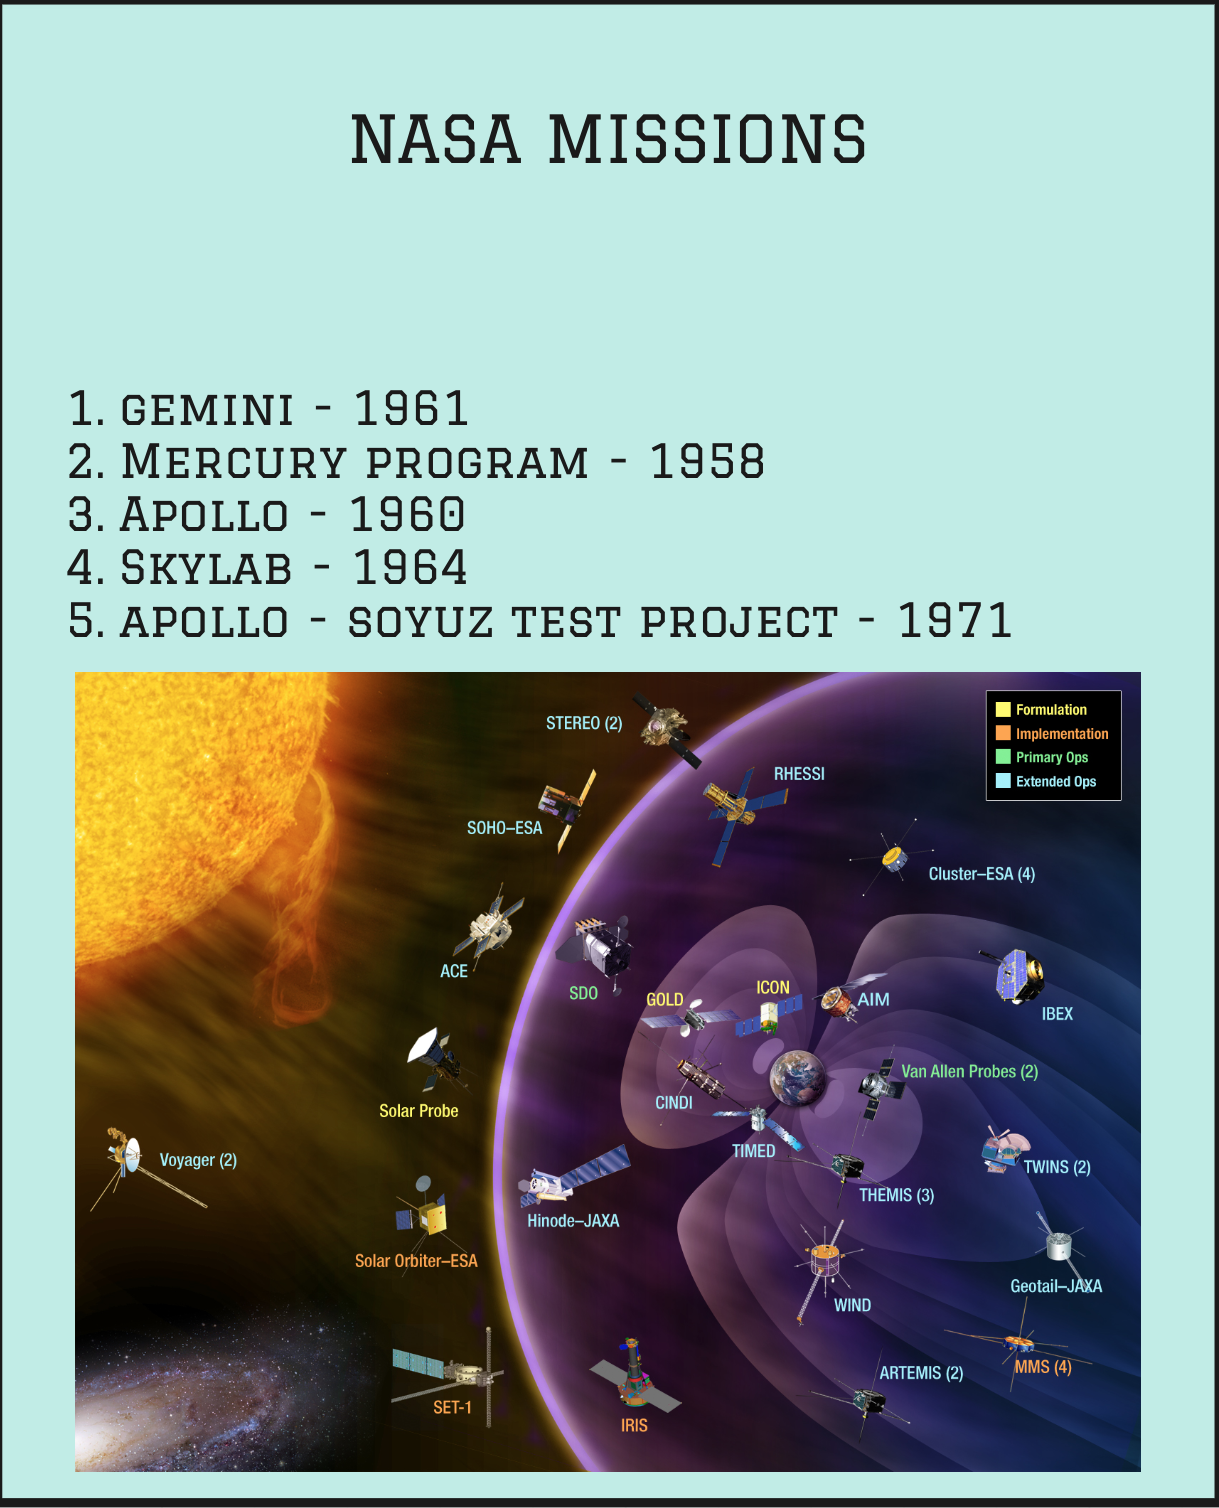 NASA MISSIONS
1. GEMINI - 1961
2. MERCURY PROGRAM - 1958
3. APOLLO - 1960
4. SKYLAB - 1964
5. APOLLO - SOYUZ TEST PROJECT - 1971
STEREO (2)
Formulation
Implementation
Primary Ops
Extended Ops
RHESSI
SOHO–ESA
Cluster–ESA (4)
ACE
SDO
GOLD
ICON
AIM
IBEX
Van Allen Probes (2)
Solar Probe
CINDI
TIMED
Voyager (2)
TWINS (2)
THEMIS (3)
Hinode–JAXA
Solar Orbiter–ESA
Geotail–JAXA
WIND
MMS (4)
ARTEMIS (2)
SET-1
IRIS